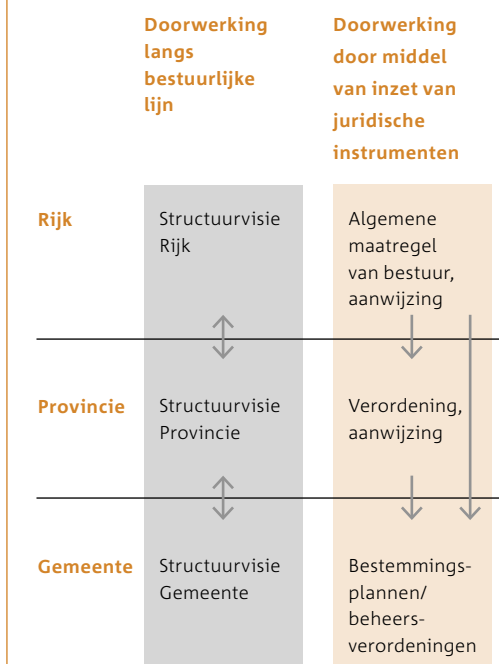 Doorwerking
langs
bestuurlijke
lijn
Doorwerking
door middel
van inzet van
juridische
instrumenten
Rijk
Structuurvisie
Rijk
Algemene
maatregel
van bestuur,
aanwijzing
Provincie
Structuurvisie
Provincie
Verordening,
aanwijzing
Gemeente
Structuurvisie
Gemeente
Bestemmings-
plannen/
beheers-
verordeningen